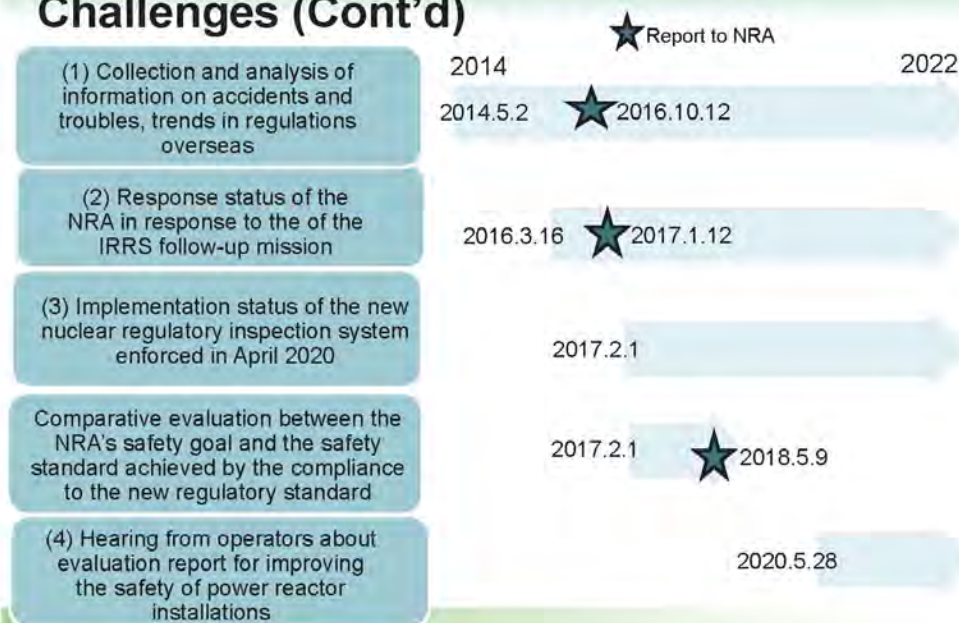 Challenges (Cont'd)
Report to NRA
2014
2022
(1) Collection and analysis of
information on accidents and
troubles, trends in regulations
overseas
2014.5.2
2016.10.12
(2) Response status of the
NRA in response to the of the
IRRS follow-up mission
2016.3.16
2017.1.12
(3) Implementation status of the new
nuclear regulatory inspection system
enforced in April 2020
2017.2.1
Comparative evaluation between the
NRA's safety goal and the safety
standard achieved by the compliance
to the new regulatory standard
2017.2.1
2018.5.9
(4) Hearing from operators about
evaluation report for improving
the safety of power reactor
installations
2020.5.28